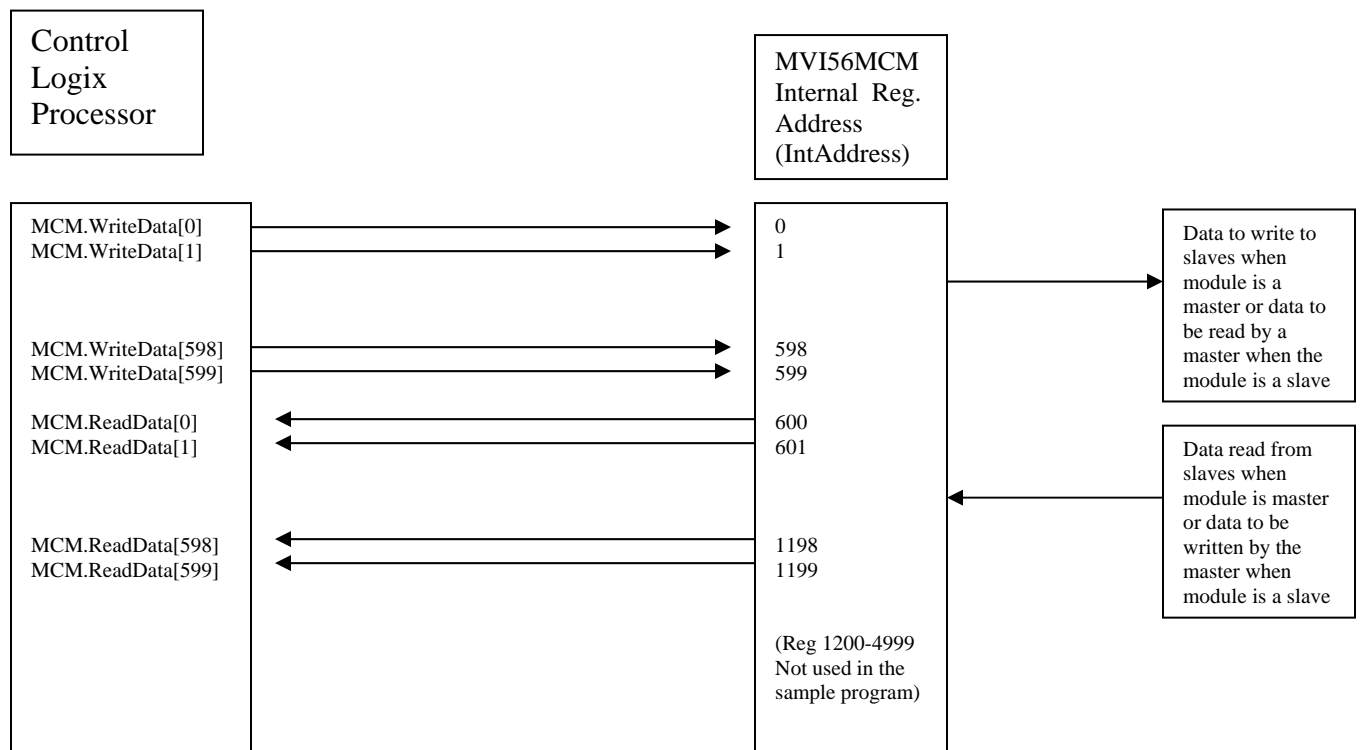 Control
Logix
Processor
MVI56MCM
Internal Reg.
Address
(IntAddress)
MCM.WriteData[0]
MCM.WriteData[1]
MCM.WriteData[598]
MCM.WriteData[599]
MCM.ReadData[0]
MCM.ReadData[1]
MCM.ReadData[598]
MCM.ReadData[599]
0
1
598
599
600
601
1198
1199
(Reg 1200-4999
Not used in the
sample program)
Data to write to
slaves when
module is a
master or data to
be read by a
master when the
module is a slave
Data read from
slaves when
module is master
or data to be
written by the
master when
module is a slave